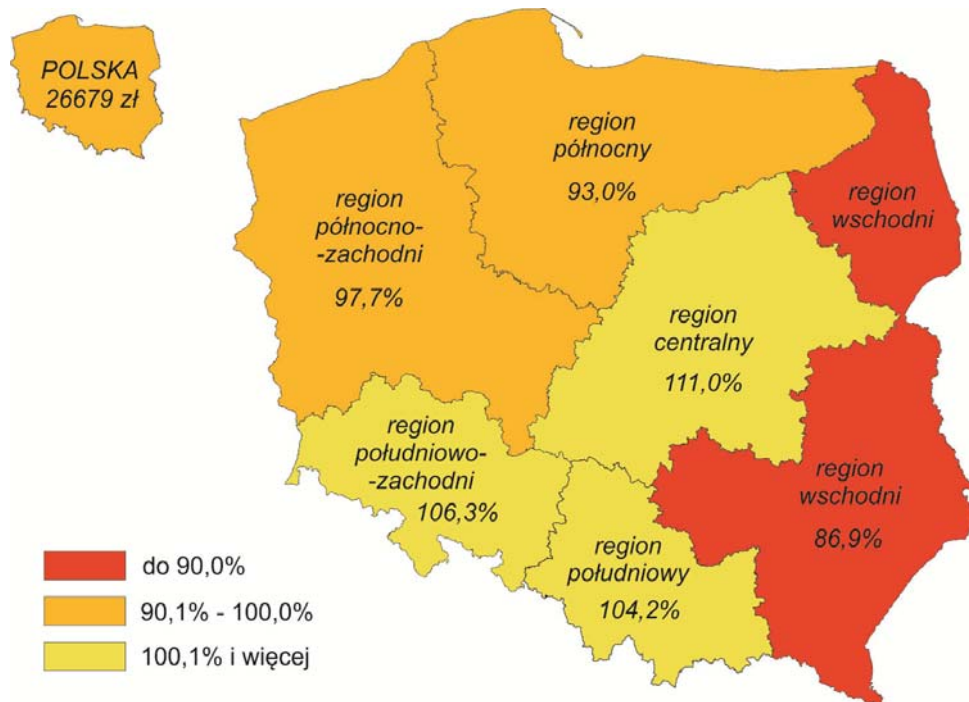 POLSKA
26679 zł
region
północny
93,0%
region
wschodni
region
północno-
-zachodni
97,7%
region
centralny
111,0%
region
południowo-
-zachodni
106,3%
region
wschodni
86,9%
region
południowy
104,2%
do 90,0%
90,1% - 100,0%
100,1% i więcej